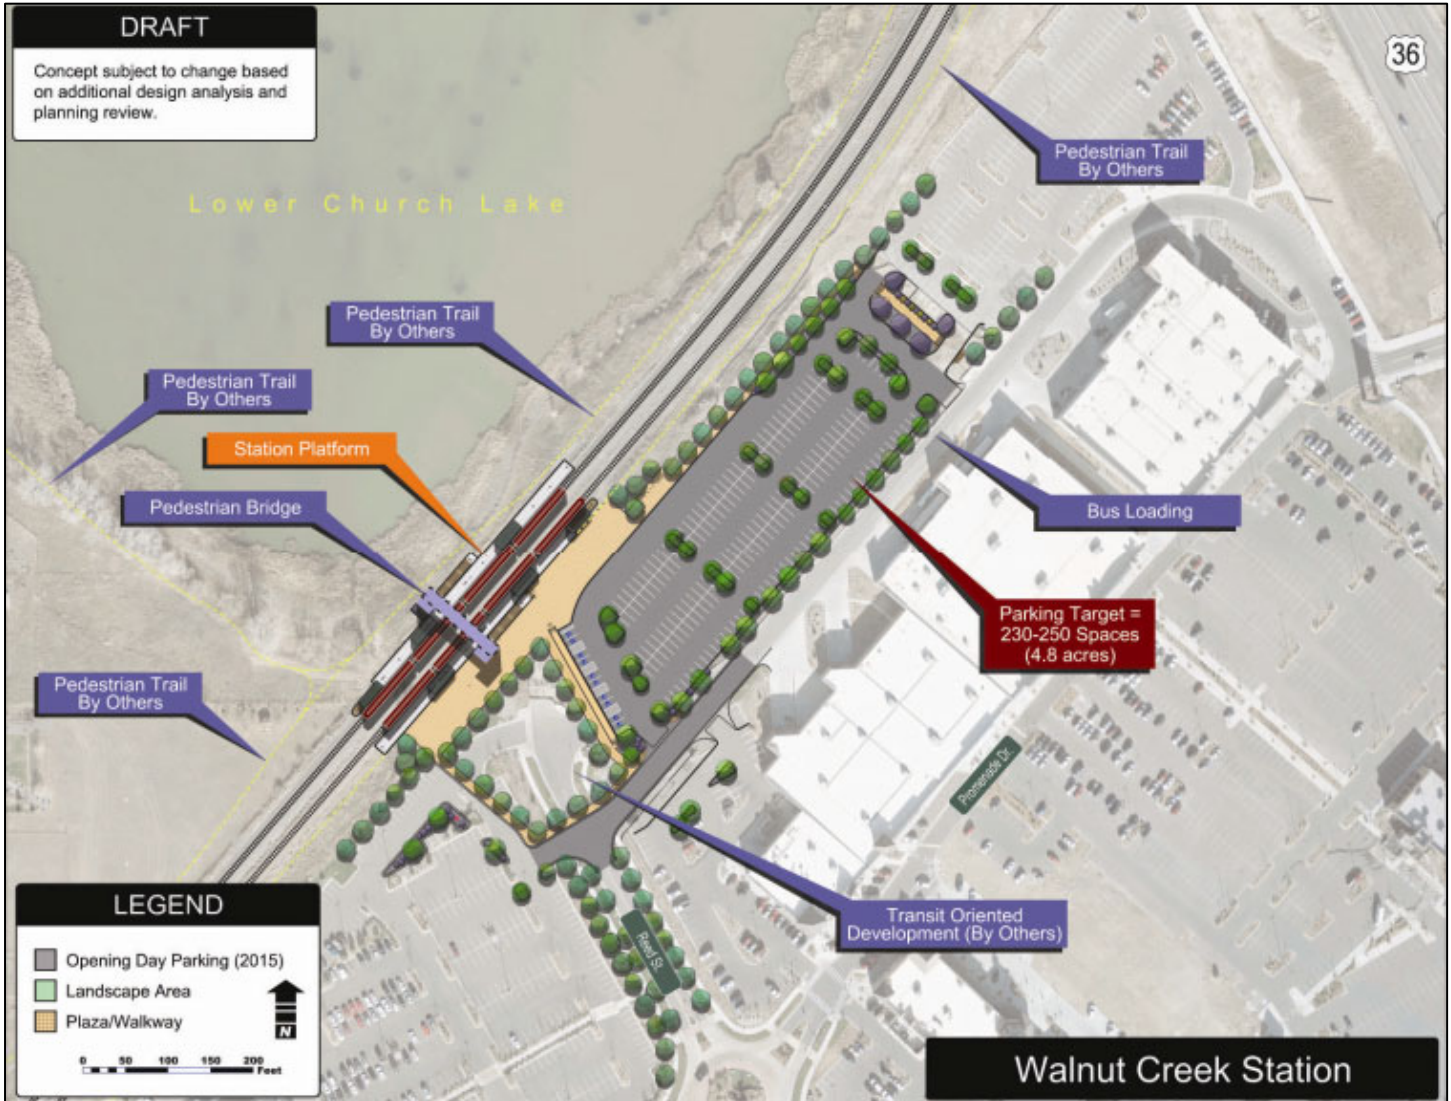 DRAFT
Concept subject to change based
on additional design analysis and
planning review.
36
Pedestrian Trail
By Others
Lower Church Lake
Pedestrian Trail
By Others
Pedestrian Trail
By Others
Station Platform
Pedestrian Bridge
Bus Loading
Parking Target =
230-250 Spaces
(4.8 acres)
Pedestrian Trail
By Others
Promenade Dr.
Transit Oriented
Development (By Others)
Reed St.
LEGEND
Opening Day Parking (2015)
Landscape Area
Plaza/Walkway
N
0 50 100 150 200
Feet
Walnut Creek Station